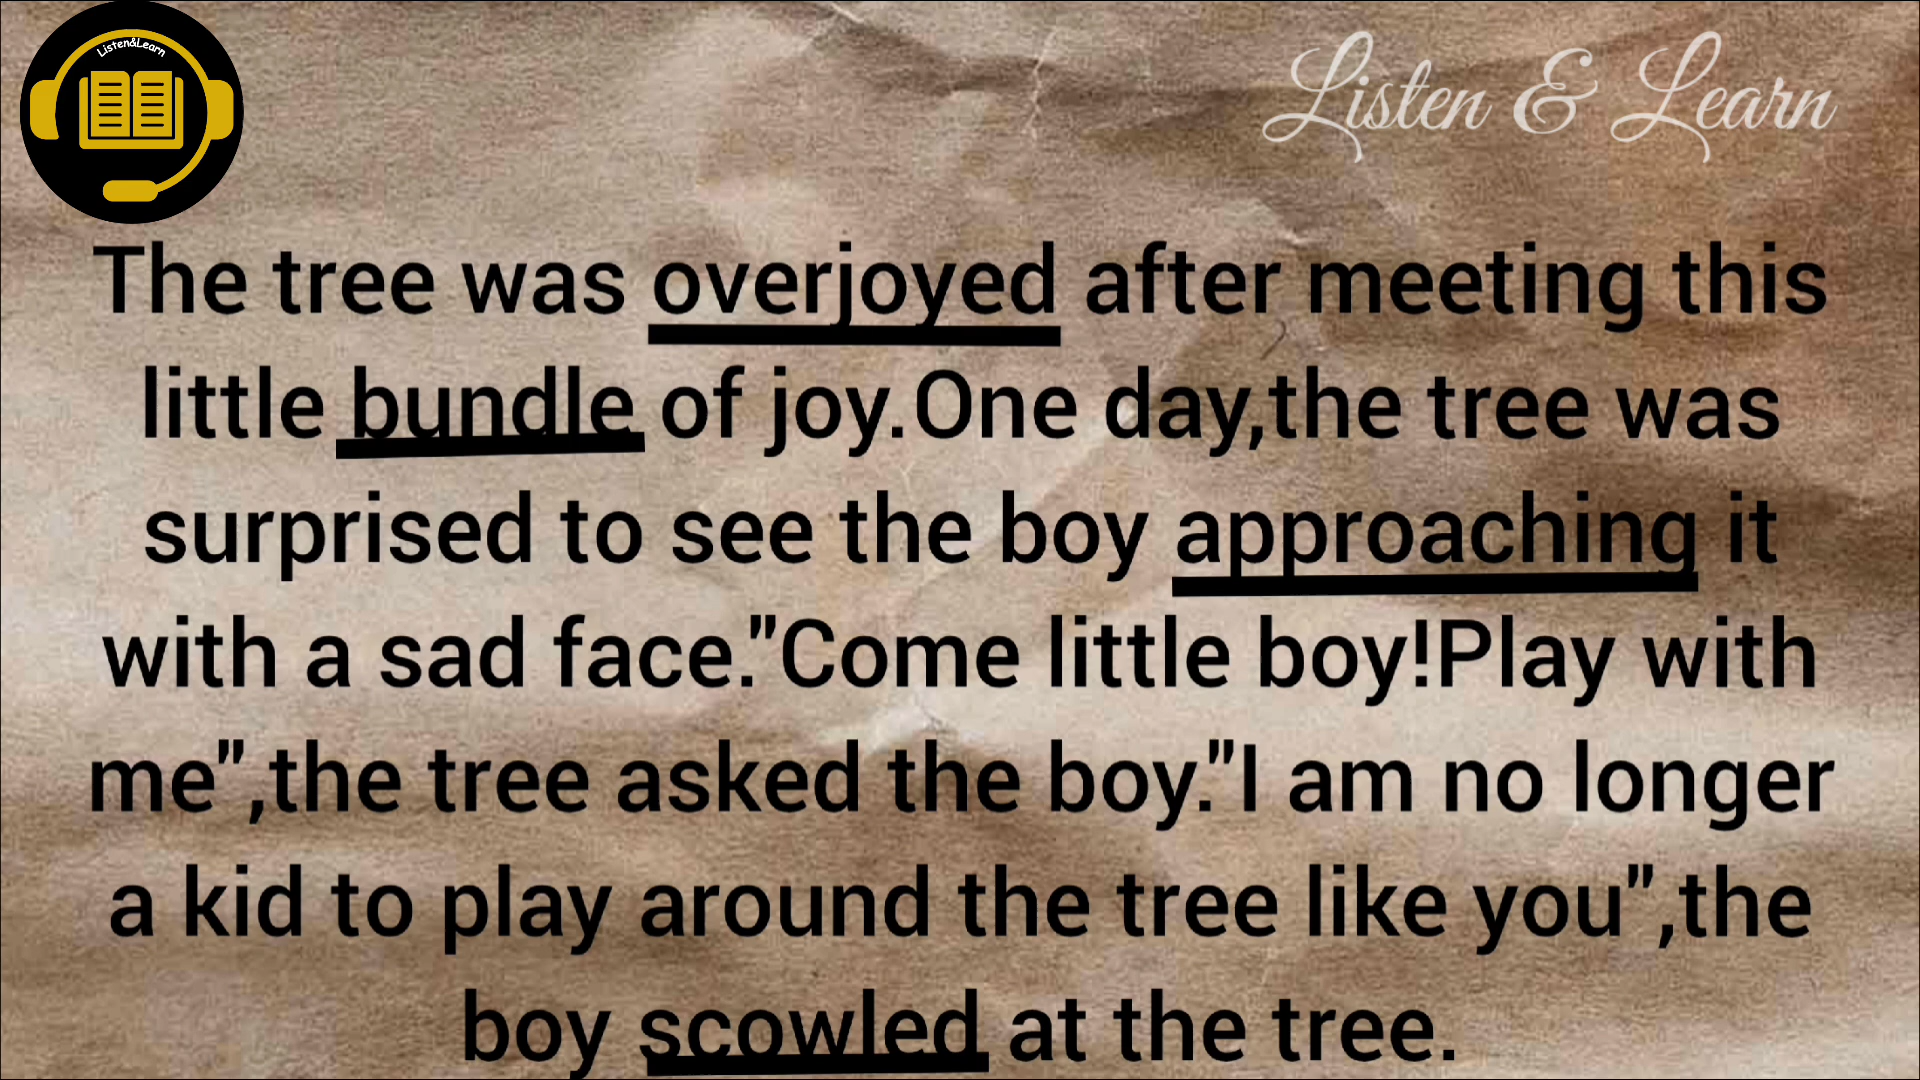 Listen&Learn
Listen & Learn
The tree was overjoyed after meeting this
little bundle of joy.One day,the tree was
surprised to see the boy approaching it
with a sad face."Come little boy!Play with
me",the tree asked the boy."I am no longer
a kid to play around the tree like you",the
boy scowled at the tree.